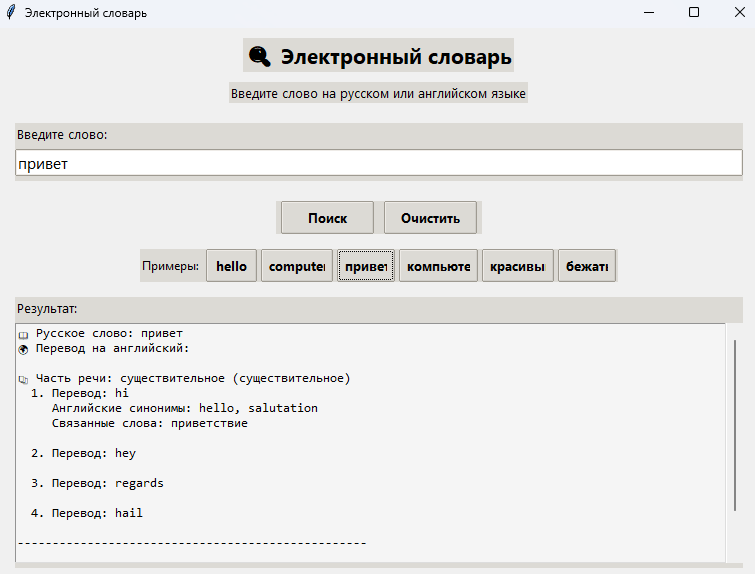 Электронный словарь
Электронный словарь
Введите слово на русском или английском языке
Введите слово:
привет
Поиск Очистить
Примеры: hello computer привет компьюте красивы бежать
Результат:
Русское слово: привет
Перевод на английский:
Часть речи: существительное (существительное)
1. Перевод: hi
Английские синонимы: hello, salutation
Связанные слова: приветствие
2. Перевод: hey
3. Перевод: regards
4. Перевод: hail
--------------------------------------------------